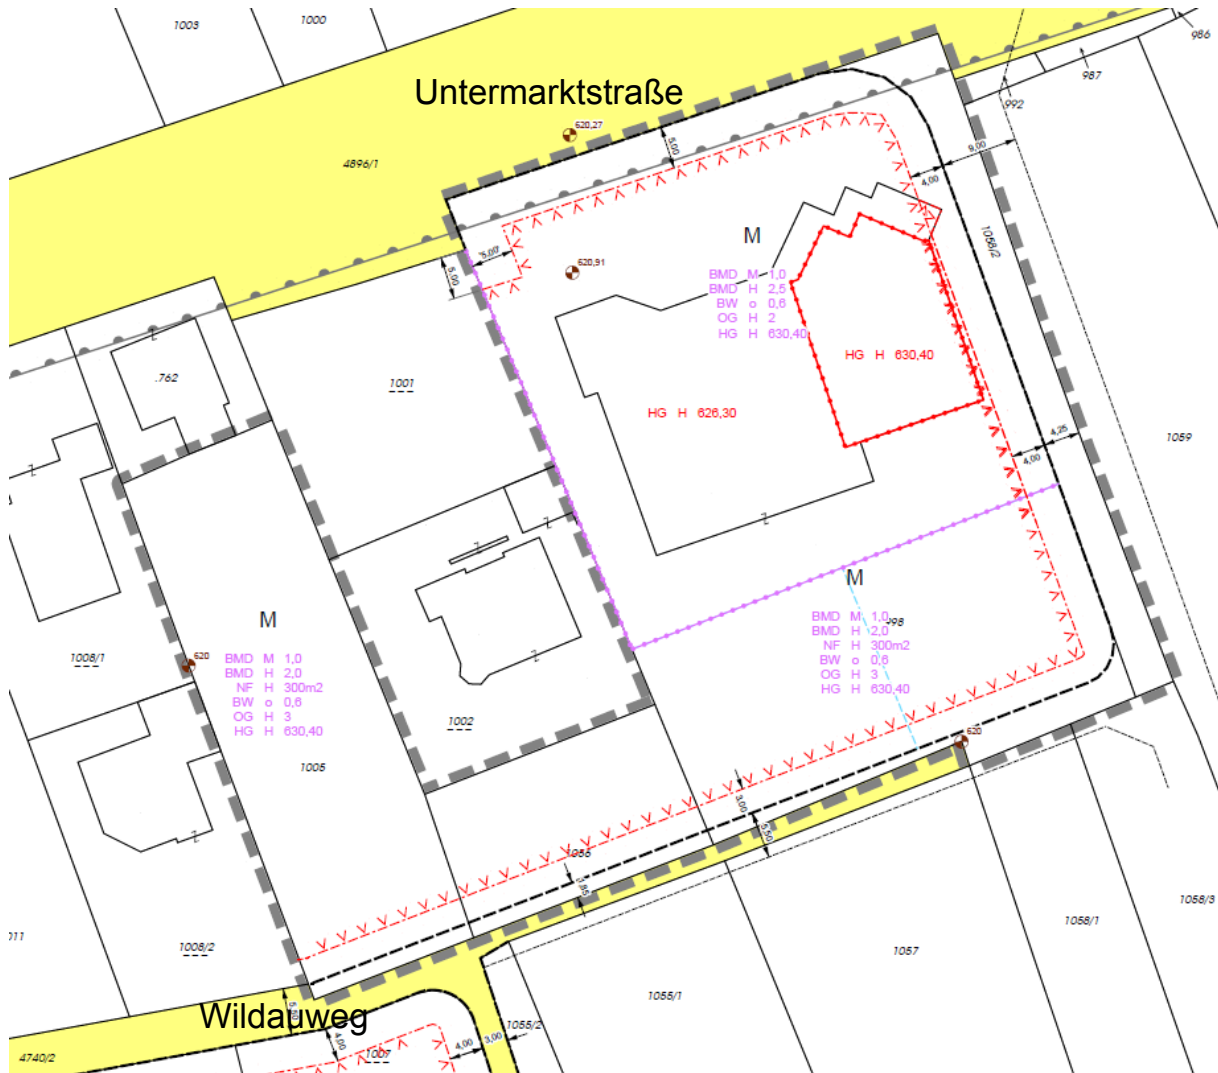 1003
1000
986
987
992
Untermarktstraße
620,27
4896/1
5,00
9,00
4,00
M
1058/2
"5,00"
5,00
620,91
BMD M 1,0
BMD H 2,5
BW o 0,6
OG H 2
HG H 630,40
HG H 630,40
.762
1001
HG H 626,30
4,25
4,00
1059
M
BMD M 1,0
BMD H 2,0
NF H 300m2
BW o 0,6
OG H 3
HG H 630,40
M
BMD M 1,0
BMD H 2,0
NF H 300m2
BW o 0,6
OG H 3
HG H 630,40
620
1008/1
1002
620
1005
3,00
5,50
1056
1,85
1058/3
1058/1
1057
1008/2
1055/1
5,50
Wildauweg
4,00
1055/2
4,00
3,00
1007
4740/2